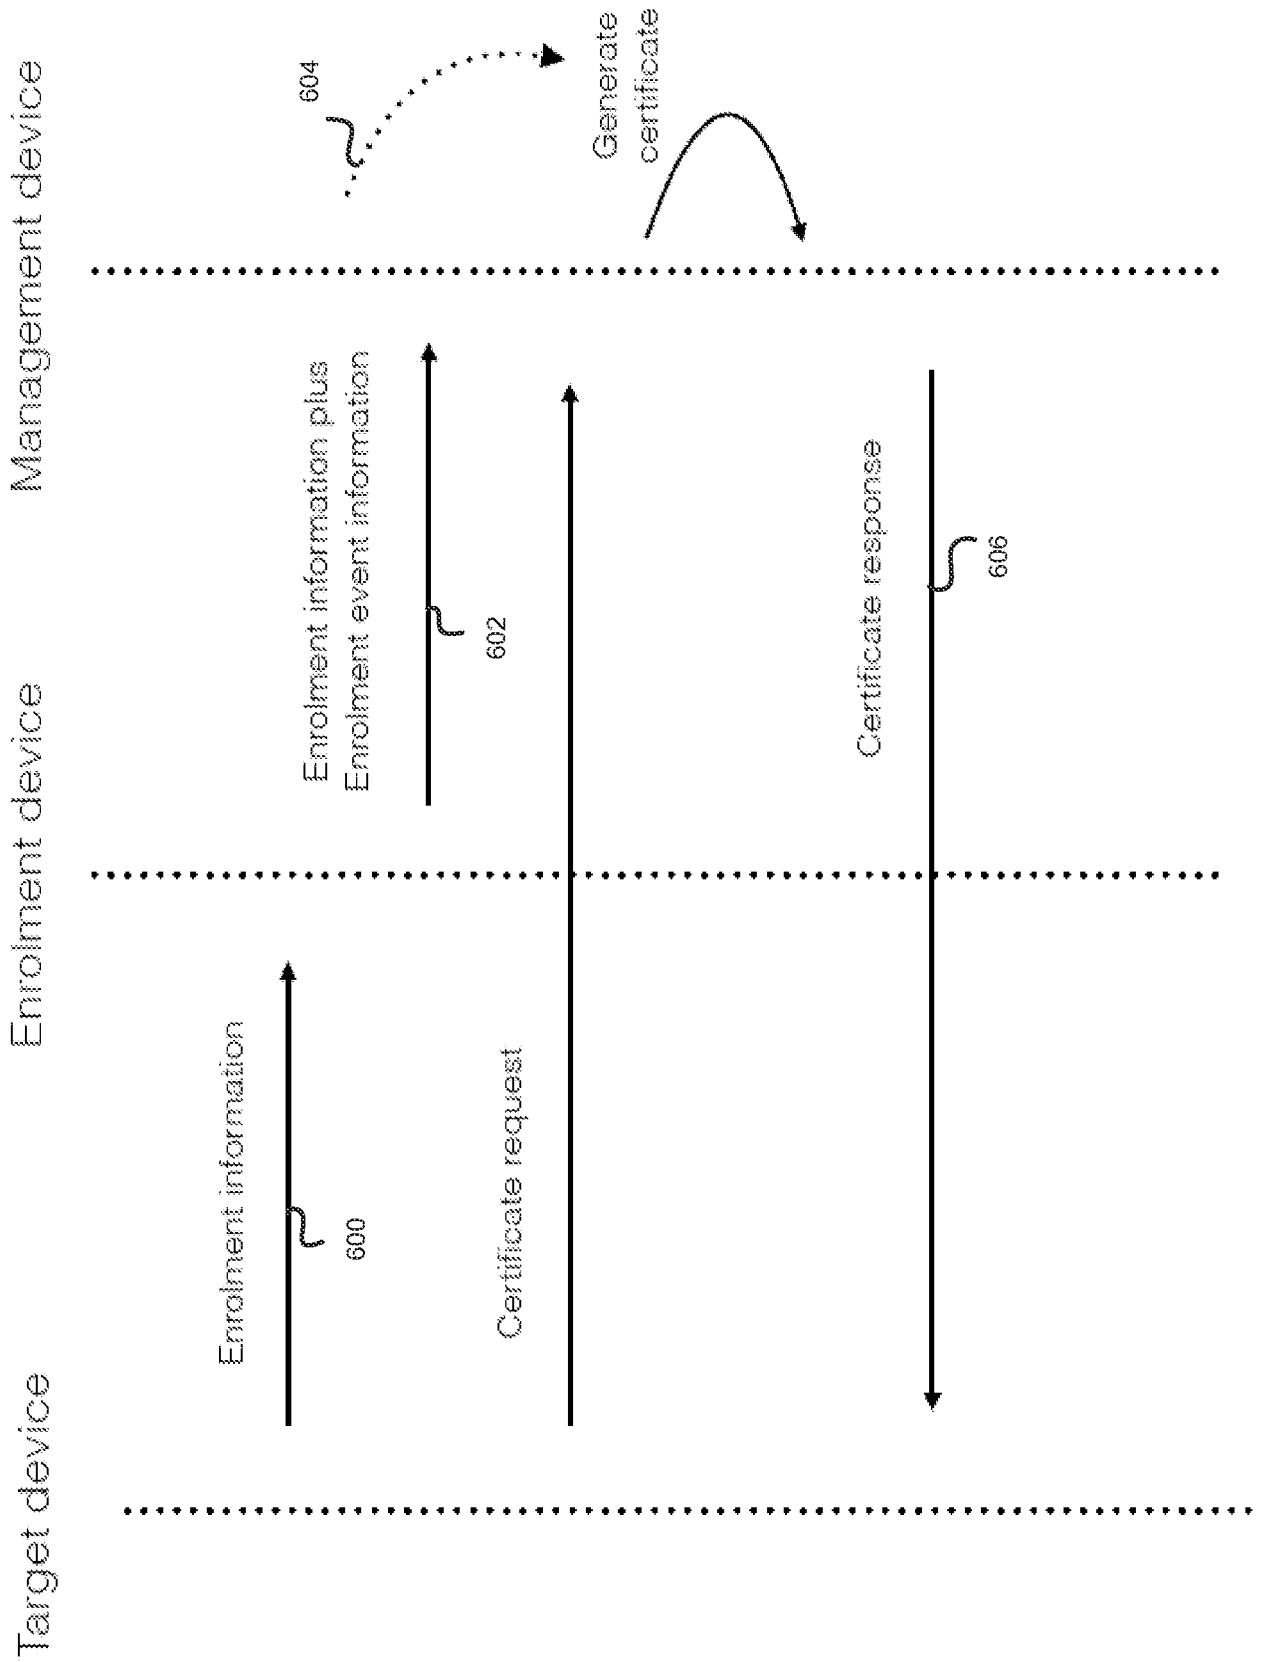 Target device
Enrolment device
Management device
Enrolment information
600
Enrolment information plus
Enrolment event information
602
604
Certificate request
Generate
certificate
Certificate response
606